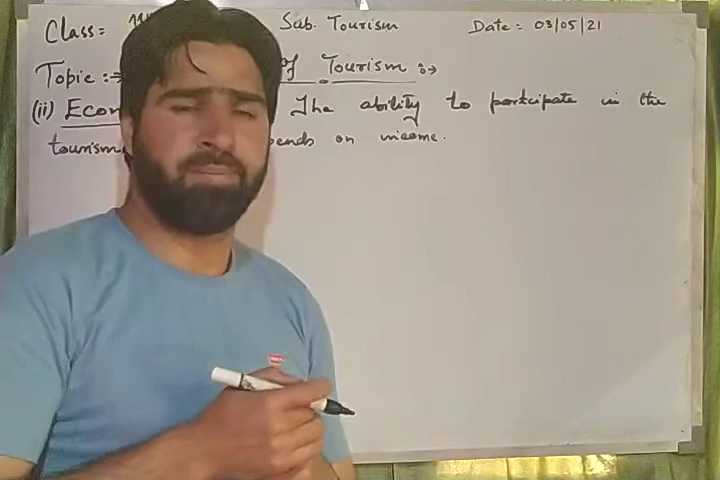 Class: Sub. Tourism Date: 03/05/21
Topic :→ of Tourism :→
(ii) Econ The ability to participate in the
tourism ends on income.